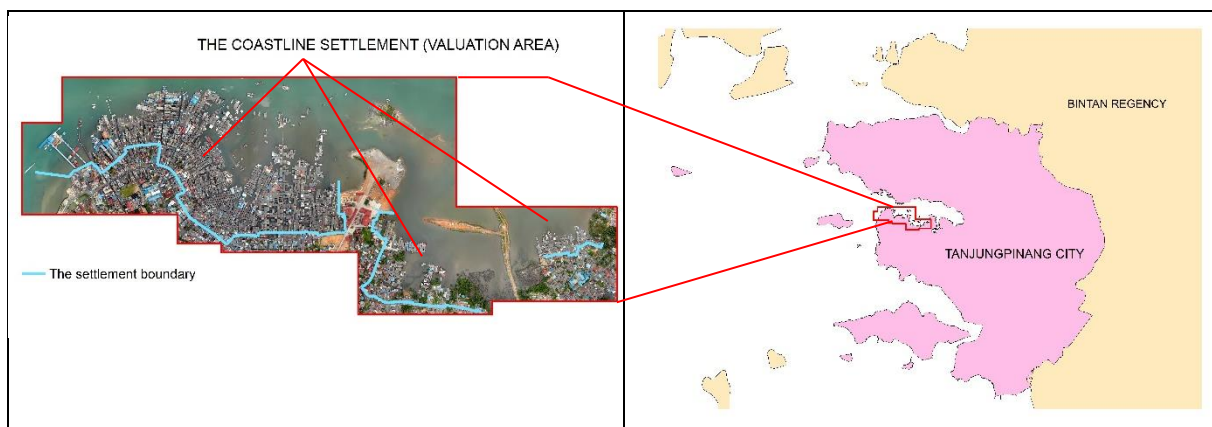 THE COASTLINE SETTLEMENT (VALUATION AREA)
The settlement boundary
BINTAN REGENCY
TANJUNGPINANG CITY